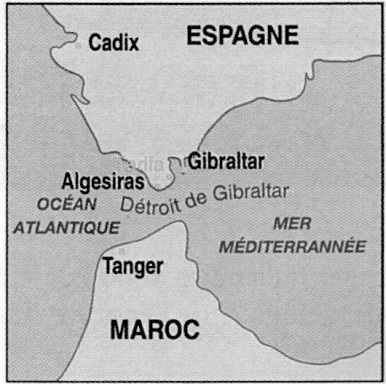 Cadix
ESPAGNE
Gibraltar
Algesiras
Détroit de Gibraltar
OCÉAN
ATLANTIQUE
MER
MÉDITERRANNÉE
Tanger
MAROC